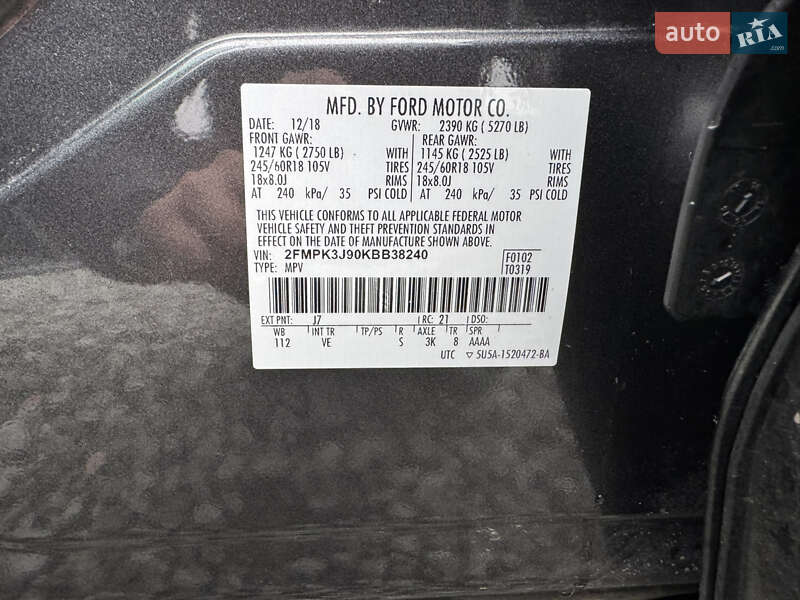 auto RIA.com
MFD. BY FORD MOTOR CO.
DATE: 12/18 GVWR: 2390 KG ( 5270 LB)
FRONT GAWR: REAR GAWR:
1247 KG ( 2750 LB) WITH 1145 KG ( 2525 LB) WITH
245/60R18 105V TIRES 245/60R18 105V TIRES
18x8.0J RIMS 18x8.0J RIMS
AT 240 kPa/ 35 PSI COLD AT 240 kPa/ 35 PSI COLD
THIS VEHICLE CONFORMS TO ALL APPLICABLE FEDERAL MOTOR
VEHICLE SAFETY AND THEFT PREVENTION STANDARDS IN
EFFECT ON THE DATE OF MANUFACTURE SHOWN ABOVE.
VIN: 2FMPK3J90KBB38240 F0102
TYPE: MPV T0319
EXT PNT: J7 RC: 21 DSO:
WB INT TR TP/PS R AXLE TR SPR
112 VE S 3K 8 AAAA
UTC ▽ 5U5A-1520472-BA